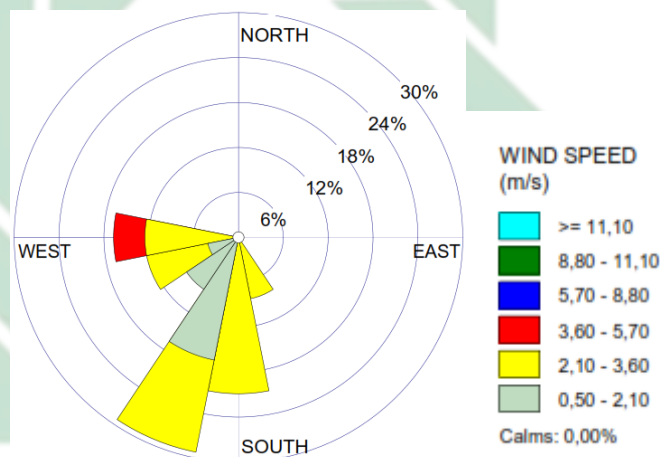 NORTH
30%
24%
18%
12%
6%
WEST
EAST
SOUTH
WIND SPEED
(m/s)
>= 11,10
8,80 - 11,10
5,70 - 8,80
3,60 - 5,70
2,10 - 3,60
0,50 - 2,10
Calms: 0,00%